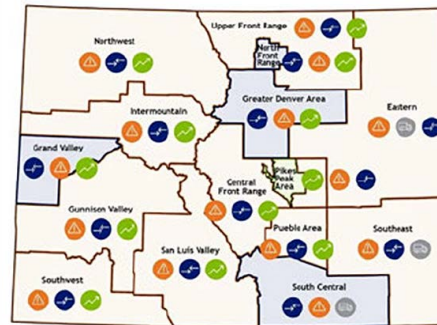 Upper Front Range
Northwest
North
Front
Range
Intermountain
Greater Denver Area
Eastern
Grand Valley
Central
Front Range
Pikes
Peak
Area
Gunnison Valley
Pueblo Area
Southeast
San Luis Valley
Southwest
South Central